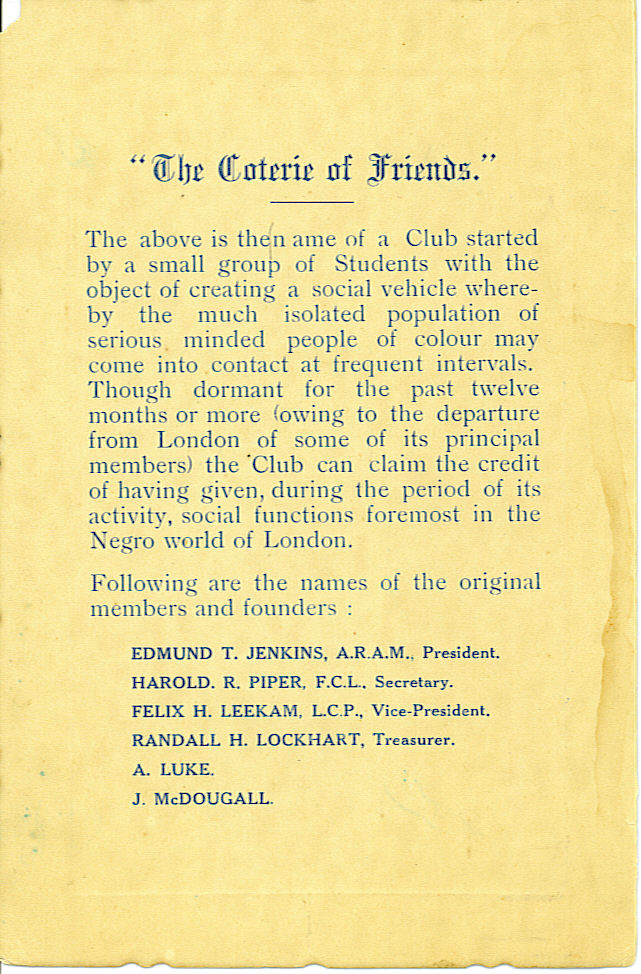 "The Coterie of Friends."
The above is then ame of a Club started
by a small group of Students with the
object of creating a social vehicle where-
by the much isolated population of
serious minded people of colour may
come into contact at frequent intervals.
Though dormant for the past twelve
months or more (owing to the departure
from London of some of its principal
members) the Club can claim the credit
of having given, during the period of its
activity, social functions foremost in the
Negro world of London.
Following are the names of the original
members and founders :
EDMUND T. JENKINS, A.R.A.M., President.
HAROLD. R. PIPER, F.C.L., Secretary.
FELIX H. LEEKAM, L.C.P., Vice-President.
RANDALL H. LOCKHART, Treasurer.
A. LUKE.
J. McDOUGALL.